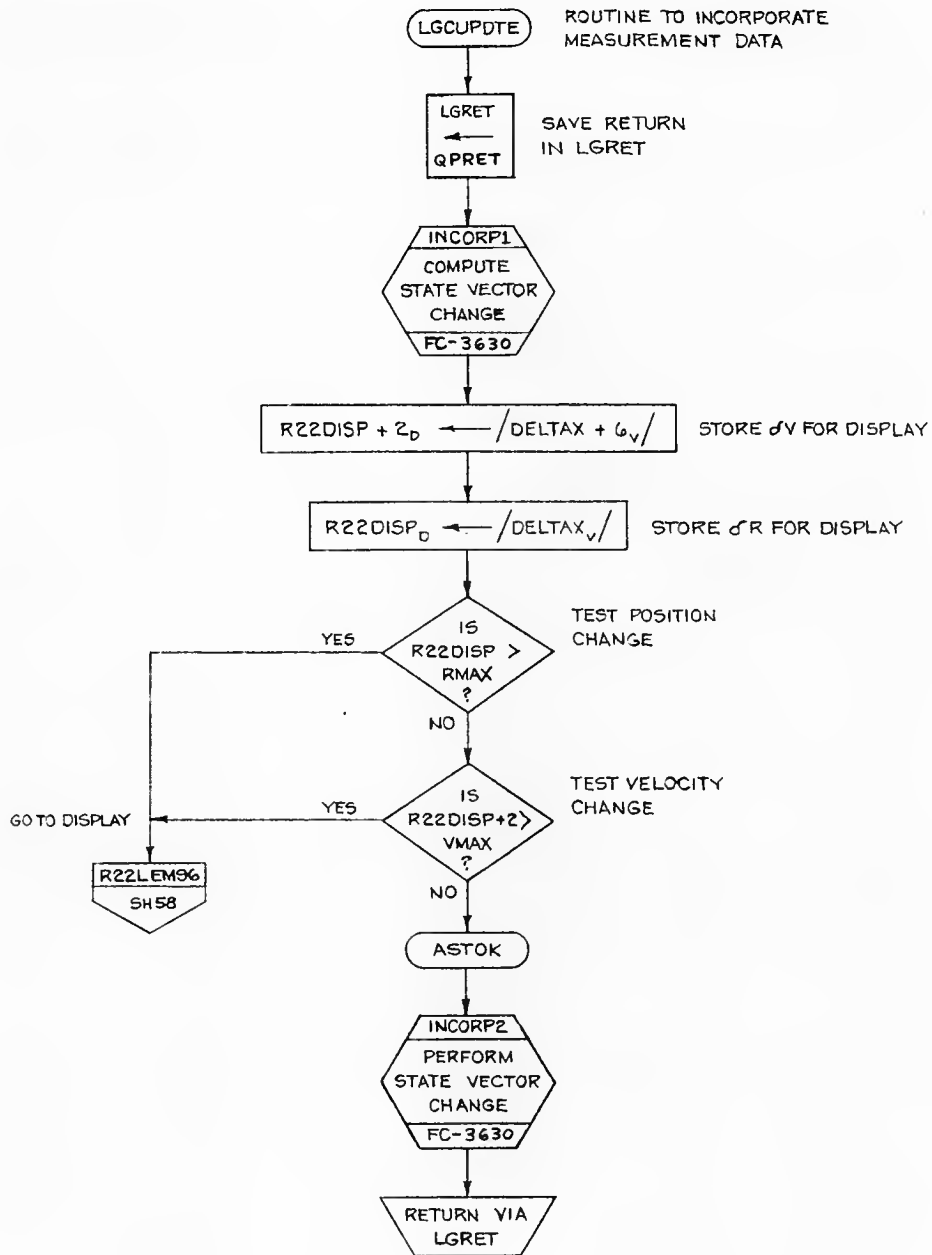 LGCUPDTE
ROUTINE TO INCORPORATE
MEASUREMENT DATA
LGRET
←
QPRET
SAVE RETURN
IN LGRET
INCORP1
COMPUTE
STATE VECTOR
CHANGE
FC-3630
R22DISP + 2D ← /DELTAX + 6V/
STORE δV FOR DISPLAY
R22DISPD ← /DELTAXV/
STORE δR FOR DISPLAY
TEST POSITION
CHANGE
IS
R22DISP >
RMAX
?
YES
NO
TEST VELOCITY
CHANGE
IS
R22DISP+2>
VMAX
?
YES
GO TO DISPLAY
NO
R22LEM96
SH58
ASTOK
INCORP2
PERFORM
STATE VECTOR
CHANGE
FC-3630
RETURN VIA
LGRET